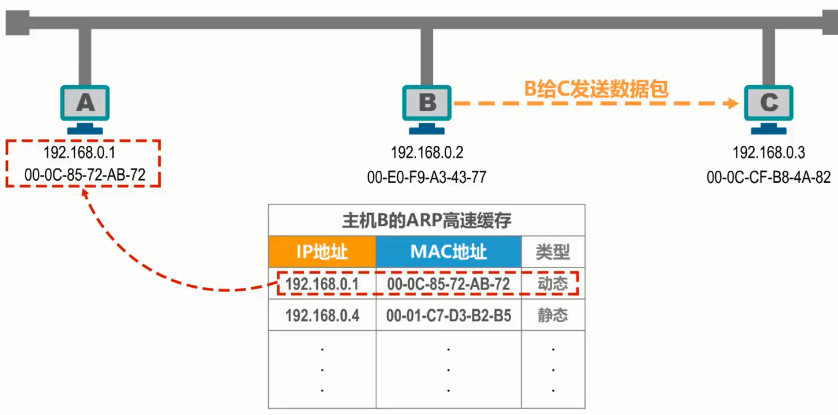 A
B
C
B给C发送数据包
192.168.0.1
00-0C-85-72-AB-72
192.168.0.2
00-E0-F9-A3-43-77
192.168.0.3
00-0C-CF-B8-4A-82
主机B的ARP高速缓存
IP地址 MAC地址 类型
192.168.0.1 00-0C-85-72-AB-72 动态
192.168.0.4 00-01-C7-D3-B2-B5 静态
. . .
. . .
. . .